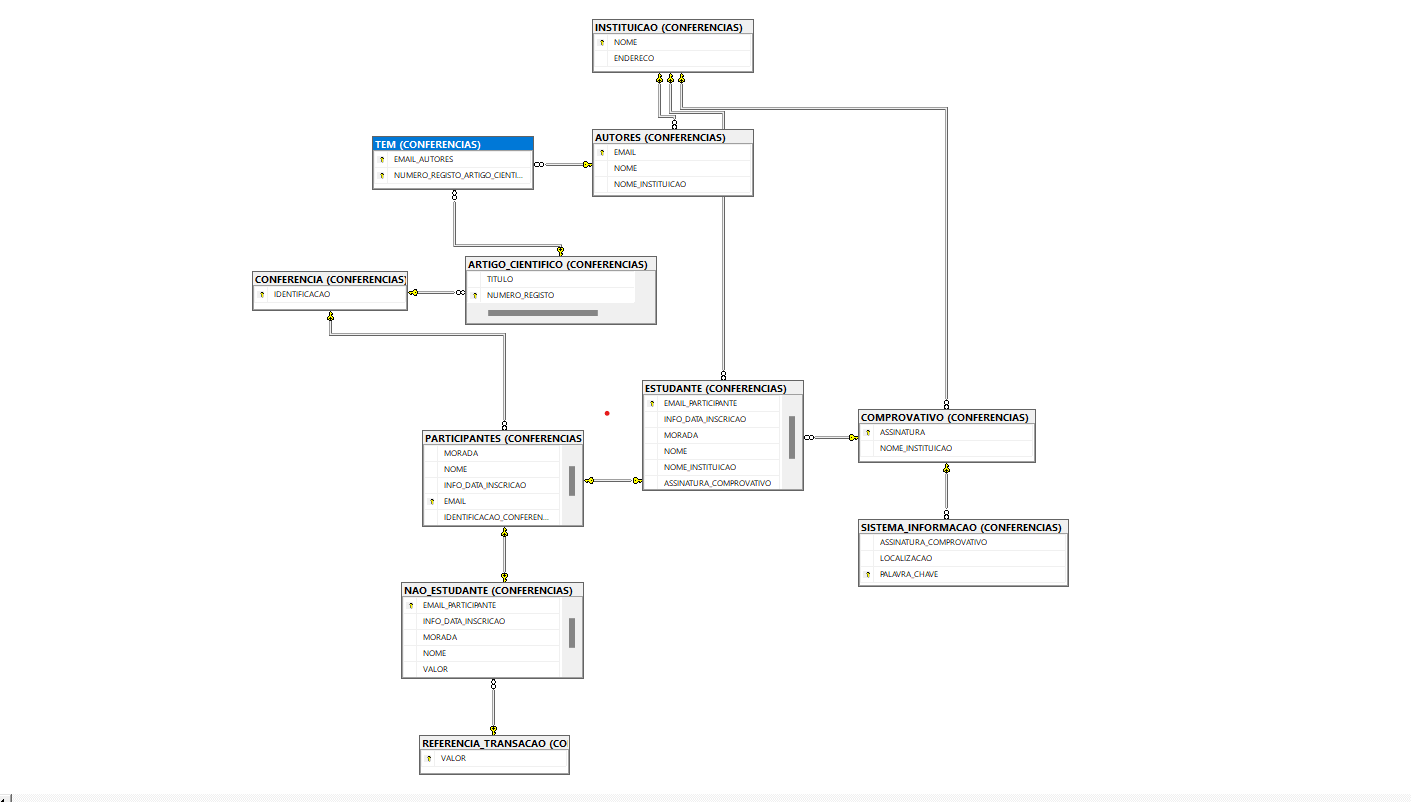 INSTITUICAO (CONFERENCIAS)
NOME
ENDERECO
TEM (CONFERENCIAS)
EMAIL_AUTORES
NUMERO_REGISTO_ARTIGO_CIENTI...
AUTORES (CONFERENCIAS)
EMAIL
NOME
NOME_INSTITUICAO
CONFERENCIA (CONFERENCIAS)
IDENTIFICACAO
ARTIGO_CIENTIFICO (CONFERENCIAS)
TITULO
NUMERO_REGISTO
ESTUDANTE (CONFERENCIAS)
EMAIL_PARTICIPANTE
INFO_DATA_INSCRICAO
MORADA
NOME
NOME_INSTITUICAO
ASSINATURA_COMPROVATIVO
COMPROVATIVO (CONFERENCIAS)
ASSINATURA
NOME_INSTITUICAO
PARTICIPANTES (CONFERENCIAS
MORADA
NOME
INFO_DATA_INSCRICAO
EMAIL
IDENTIFICACAO_CONFEREN...
SISTEMA_INFORMACAO (CONFERENCIAS)
ASSINATURA_COMPROVATIVO
LOCALIZACAO
PALAVRA_CHAVE
NAO_ESTUDANTE (CONFERENCIAS)
EMAIL_PARTICIPANTE
INFO_DATA_INSCRICAO
MORADA
NOME
VALOR
REFERENCIA_TRANSACAO (CO
VALOR